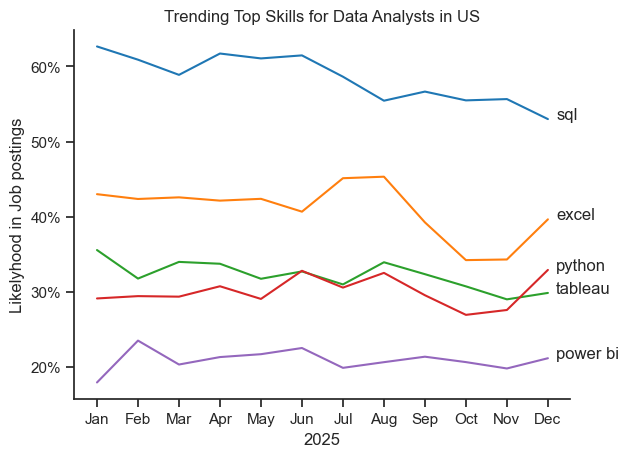 Trending Top Skills for Data Analysts in US
Likelyhood in Job postings
60%
50%
40%
30%
20%
sql
excel
python
tableau
power bi
Jan Feb Mar Apr May Jun Jul Aug Sep Oct Nov Dec
2025